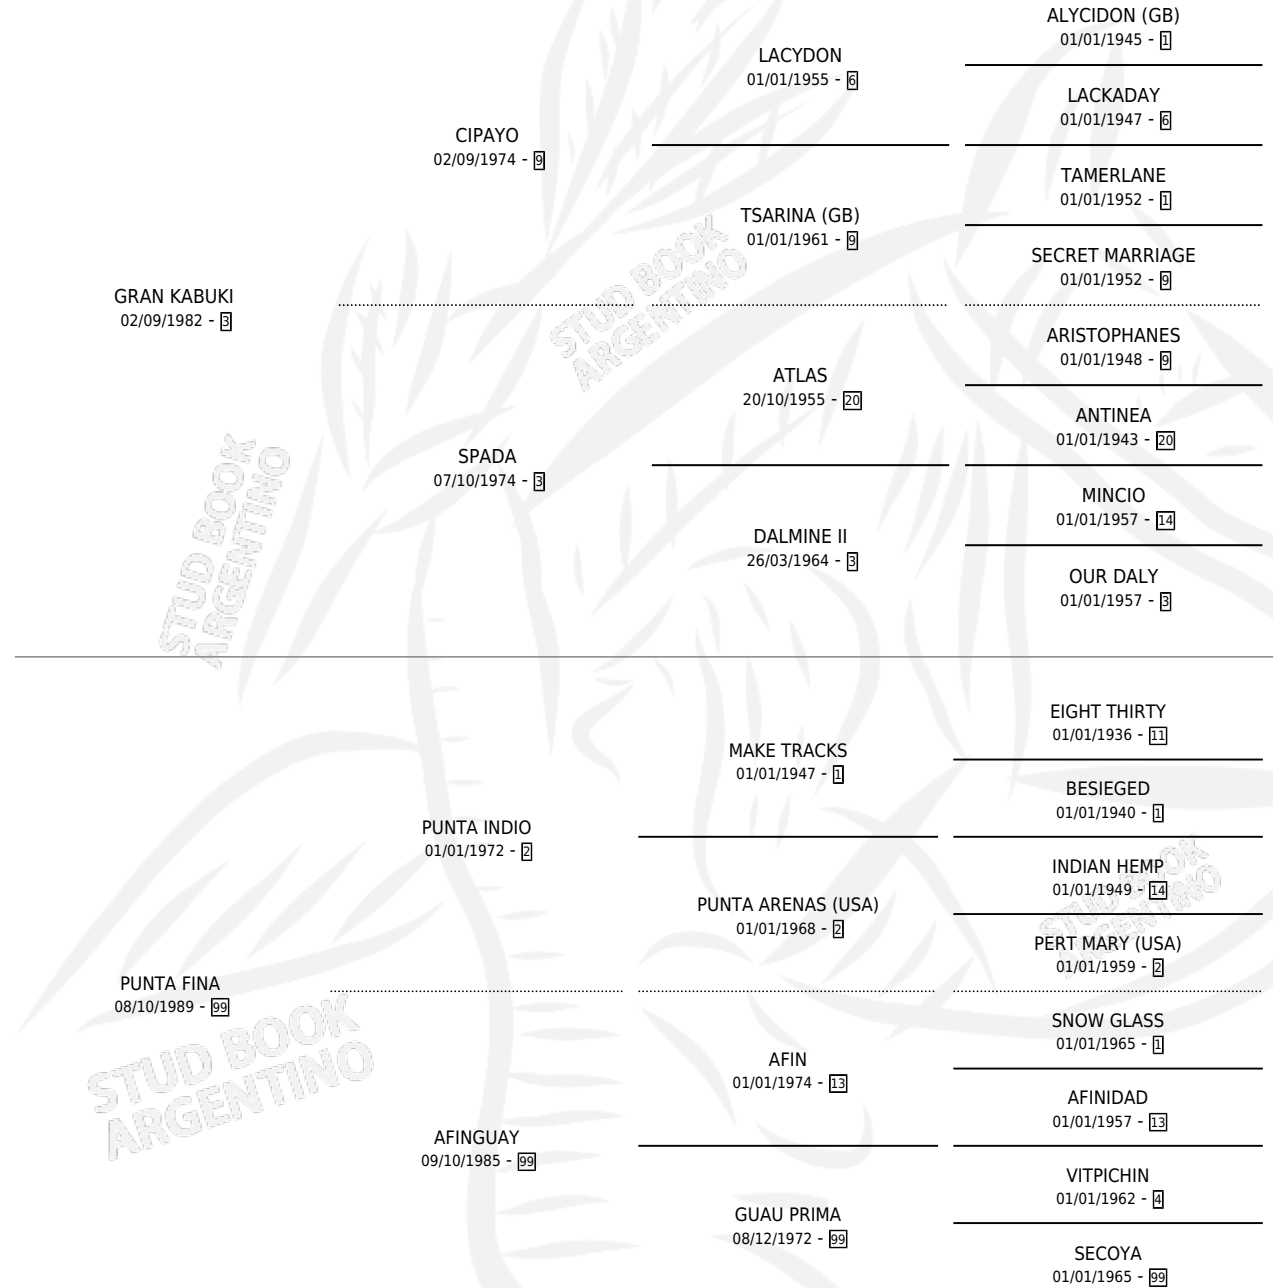 ALYCIDON (GB)
01/01/1945 - 1
LACYDON
01/01/1955 - 6
LACKADAY
01/01/1947 - 6
CIPAYO
02/09/1974 - 9
TAMERLANE
01/01/1952 - 1
TSARINA (GB)
01/01/1961 - 9
SECRET MARRIAGE
01/01/1952 - 9
GRAN KABUKI
02/09/1982 - 3
STUD BOOK
ARGENTINO
ARISTOPHANES
01/01/1948 - 9
ATLAS
20/10/1955 - 20
ANTINEA
01/01/1943 - 20
SPADA
07/10/1974 - 3
MINCIO
01/01/1957 - 14
DALMINE II
26/03/1964 - 3
OUR DALY
01/01/1957 - 3
STUD BOOK
ARGENTINO
EIGHT THIRTY
01/01/1936 - 11
MAKE TRACKS
01/01/1947 - 1
BESIEGED
01/01/1940 - 1
PUNTA INDIO
01/01/1972 - 2
INDIAN HEMP
01/01/1949 - 14
PUNTA ARENAS (USA)
01/01/1968 - 2
PERT MARY (USA)
01/01/1959 - 2
STUD BOOK
ARGENTINO
PUNTA FINA
08/10/1989 - 99
SNOW GLASS
01/01/1965 - 1
AFIN
01/01/1974 - 13
AFINIDAD
01/01/1957 - 13
STUD BOOK
ARGENTINO
AFINGUAY
09/10/1985 - 99
VITPICHIN
01/01/1962 - 4
GUAU PRIMA
08/12/1972 - 99
SECOYA
01/01/1965 - 99